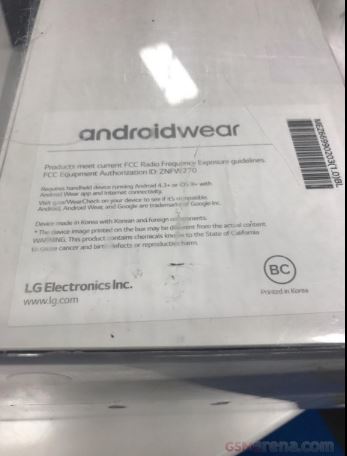 androidwear
Products meet current FCC Radio Frequency Exposure guidelines.
FCC Equipment Authorization ID: ZNFW270
Requires handheld device running Android 4.3+ or iOS 9+ with
Android Wear app and Internet connectivity.
Visit g.co/WearCheck on your device to see if it's compatible.
Android, Android Wear, and Google are trademarks of Google Inc.
Device made in Korea with Korean and foreign components.
* The device image printed on the box may be different from the actual content.
WARNING: This product contains chemicals known to the State of California
to cause cancer and birth defects or reproductive harm.
LG Electronics Inc.
www.lg.com
BC
Printed in Korea
GSMarena.com